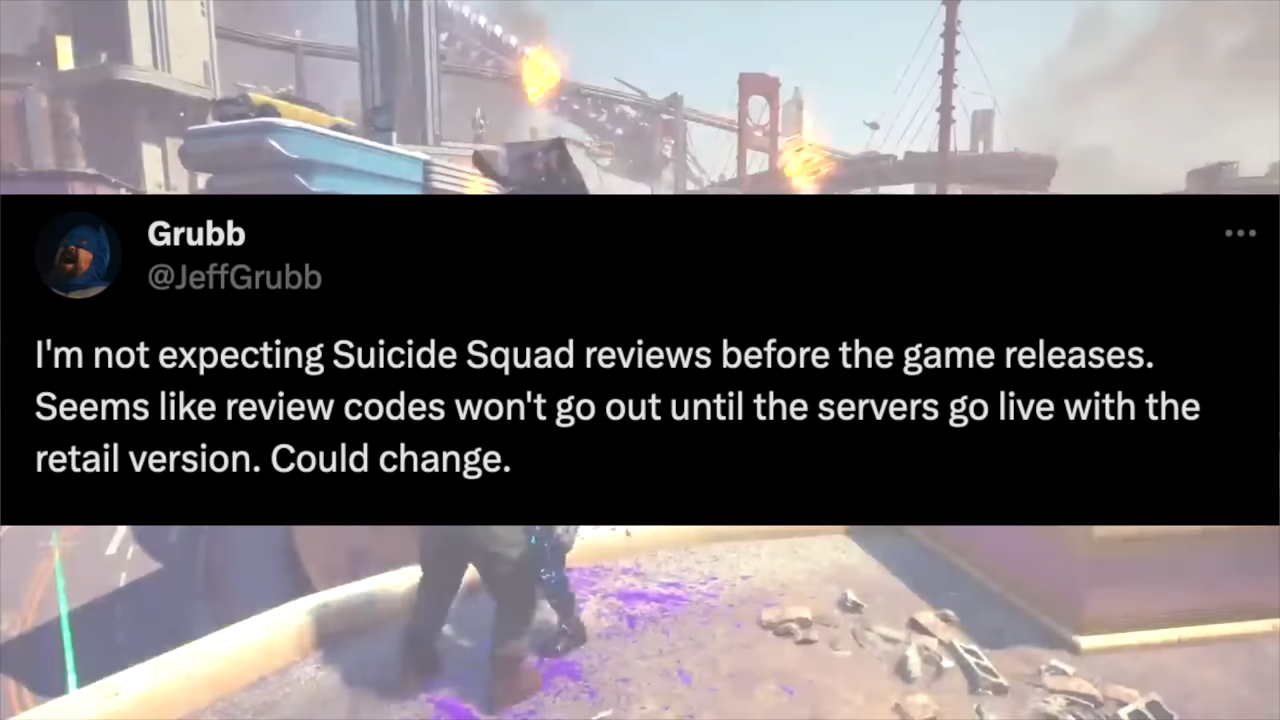 Grubb
@JeffGrubb
I'm not expecting Suicide Squad reviews before the game releases.
Seems like review codes won't go out until the servers go live with the
retail version. Could change.